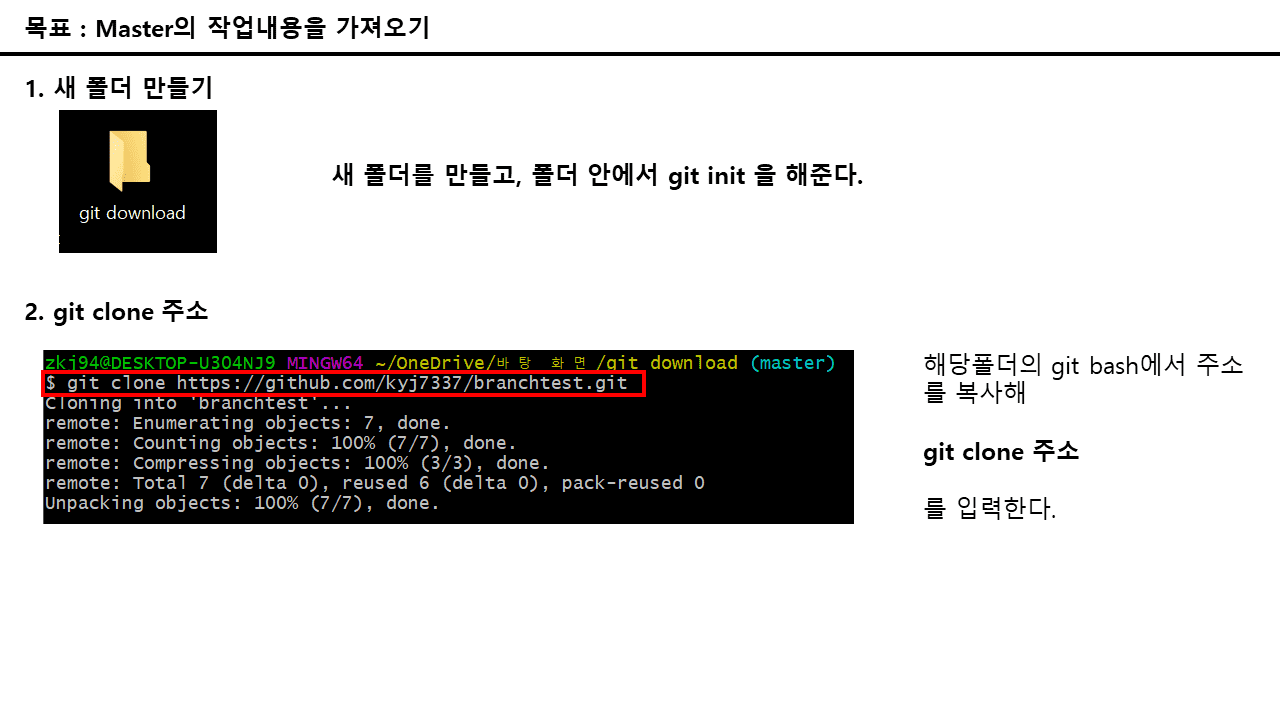 목표 : Master의 작업내용을 가져오기
1. 새 폴더 만들기
git download
새 폴더를 만들고, 폴더 안에서 git init 을 해준다.
2. git clone 주소
zkj94@DESKTOP-U304NJ9 MINGW64 ~/OneDrive/바탕 화면/git download (master)
$ git clone https://github.com/kyj7337/branchtest.git
Cloning into 'branchtest'...
remote: Enumerating objects: 7, done.
remote: Counting objects: 100% (7/7), done.
remote: Compressing objects: 100% (3/3), done.
remote: Total 7 (delta 0), reused 6 (delta 0), pack-reused 0
Unpacking objects: 100% (7/7), done.
해당폴더의 git bash에서 주소
를 복사해
git clone 주소
를 입력한다.